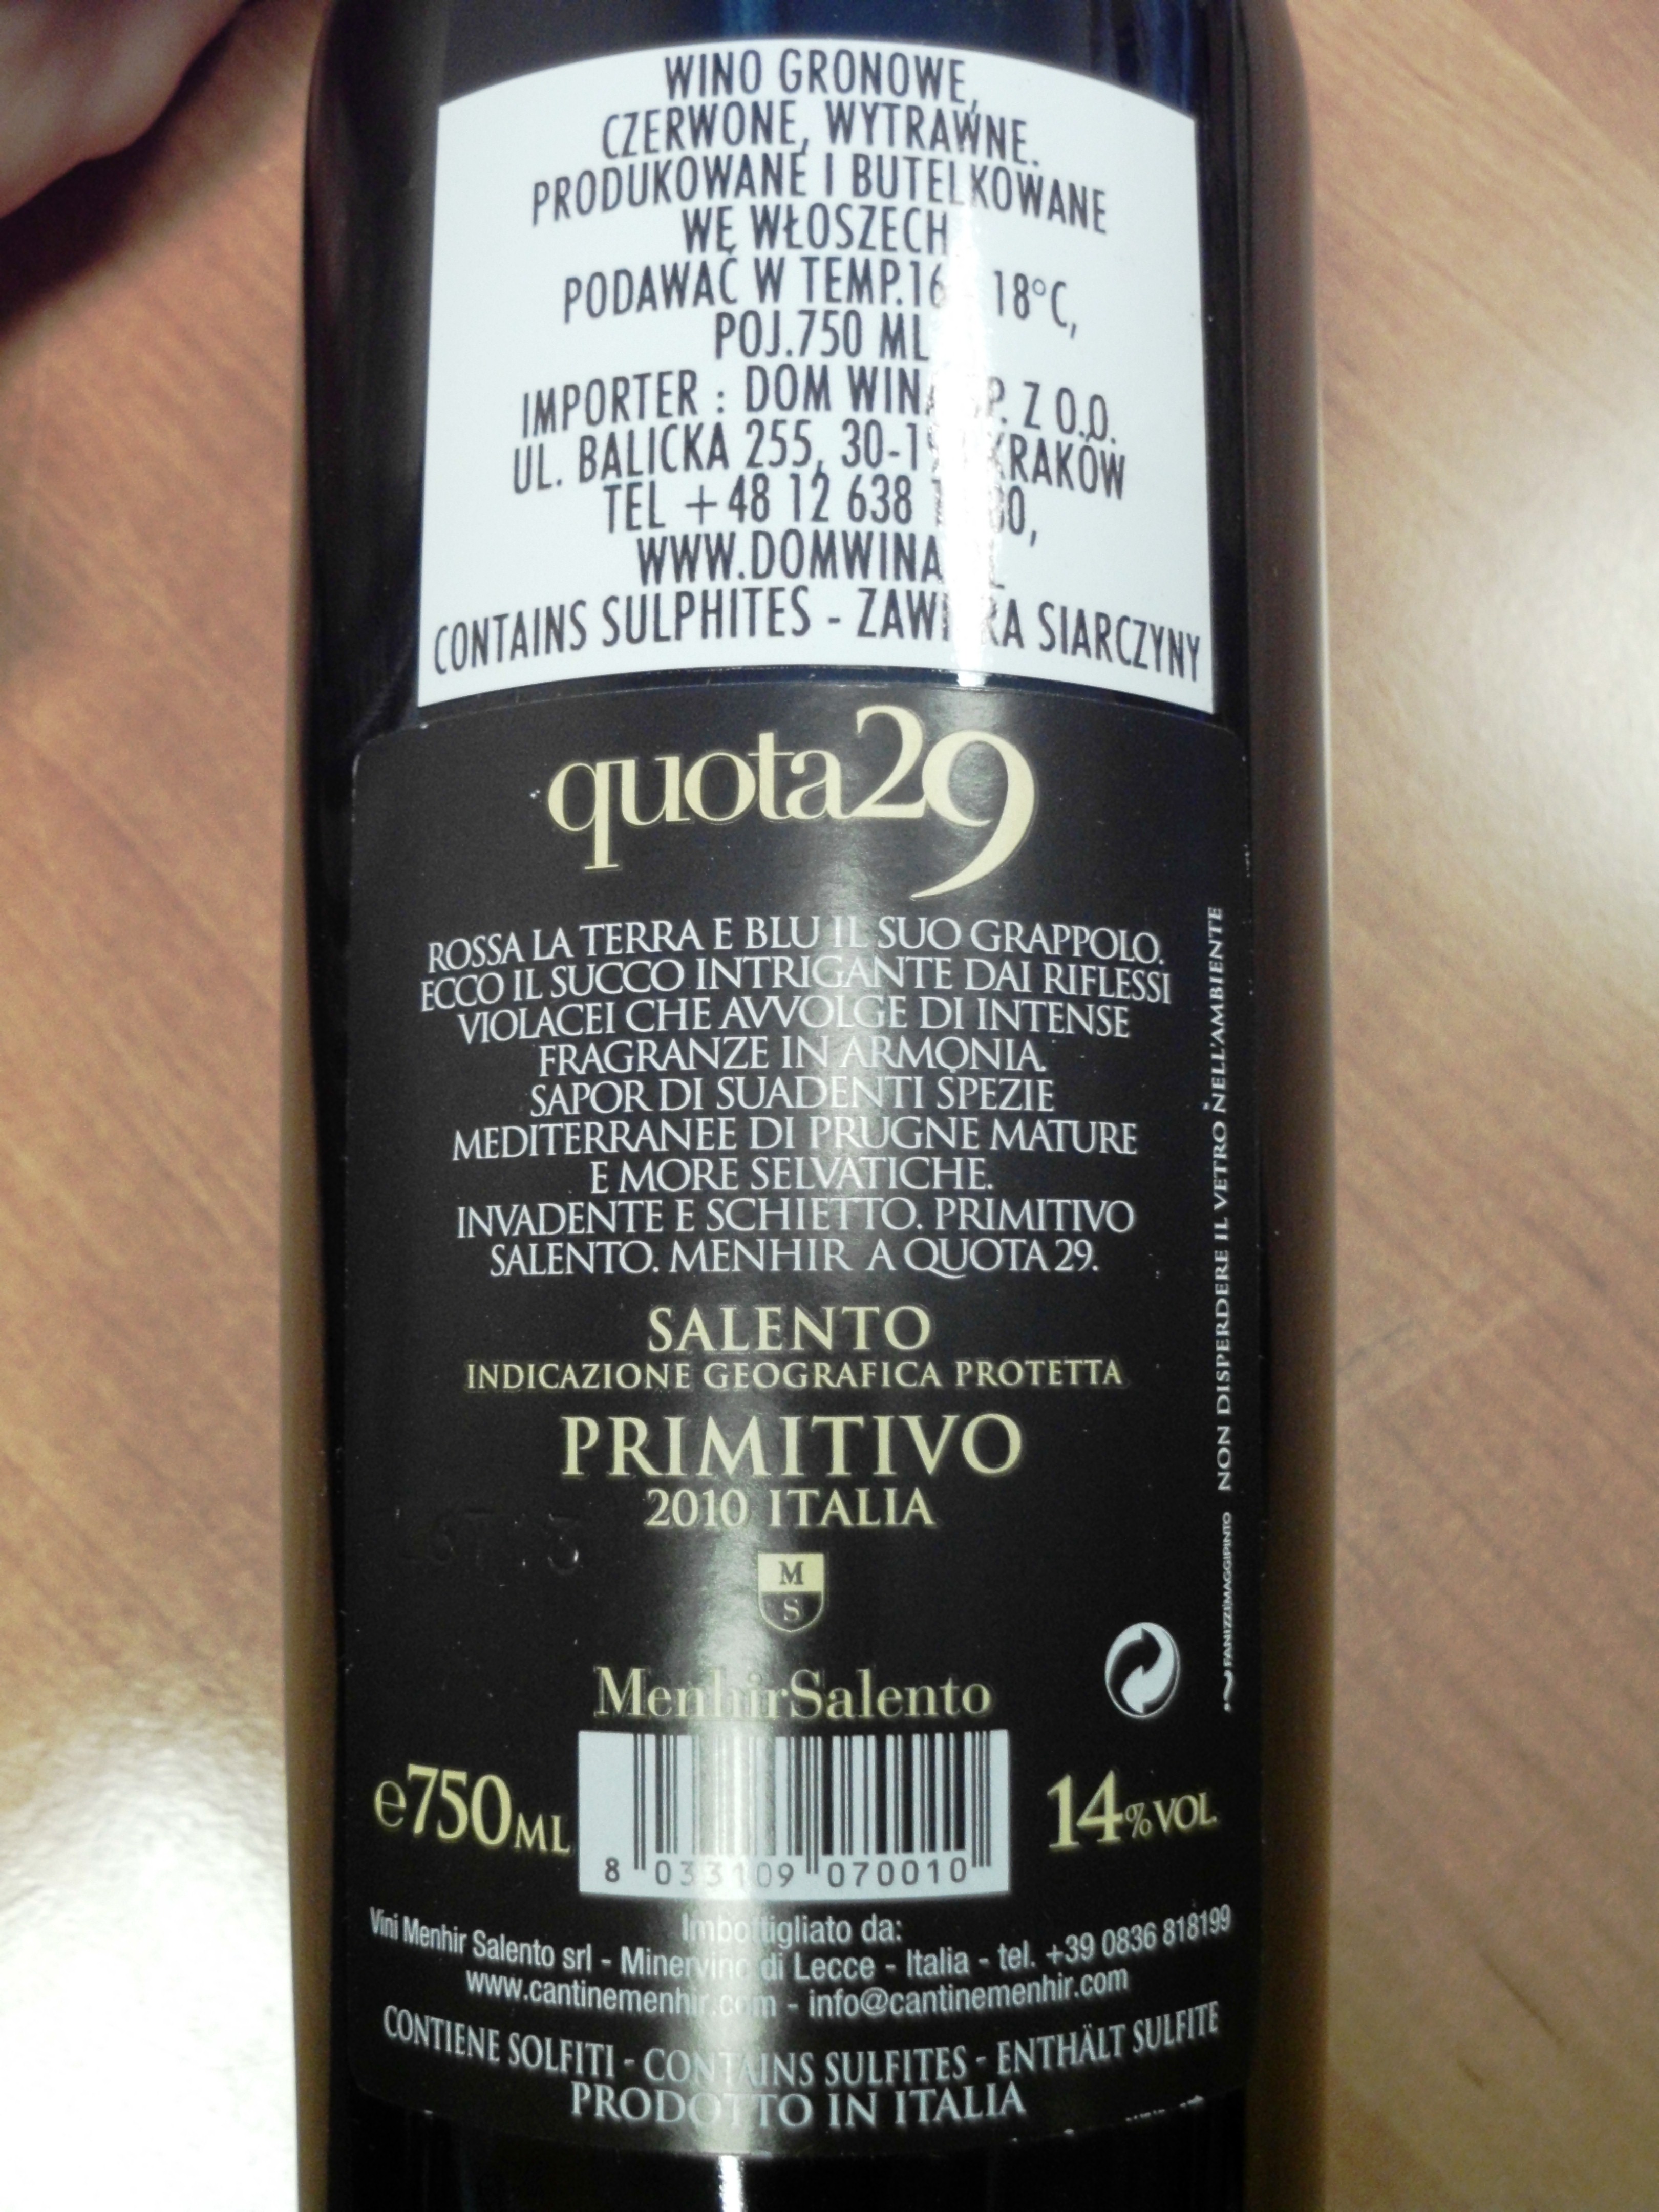 WINO GRONOWE,
CZERWONE, WYTRAWNE.
PRODUKOWANE I BUTELKOWANE
WE WŁOSZECH
PODAWAĆ W TEMP.16 18°C,
POJ.750 ML
IMPORTER : DOM Z O.O.
UL. BALICKA 255, KRAKÓW
TEL +48 12 638
CONTAINS SULPHITES - ZAWIERA SIARCZYNY
quota29
ROSSA LA TERRA E BLU IL SUO GRAPPOLO.
ECCO IL SUCCO INTRIGANTE DAI RIFLESSI
VIOLACEI CHE AVVOLGE DI INTENSE
FRAGRANZE IN ARMONIA.
SAPOR DI SUADENTI SPEZIE
MEDITERRANEE DI PRUGNE MATURE
E MORE SELVATICHE.
INVADENTE E SCHIETTO. PRIMITIVO
SALENTO. MENHIR A QUOTA 29.
SALENTO
INDICAZIONE GEOGRAFICA PROTETTA
PRIMITIVO
2010 ITALIA
M
S
MenhirSalento
e750ML
14%VOL.
8 033109 070010
Imbottigliato da:
Vini Menhir Salento srl - Minervino di Lecce - Italia - tel. +39 0836 818199
www.cantinemenhir.com - info@cantinemenhir.com
CONTIENE SOLFITI - CONTAINS SULFITES - ENTHÄLT SULFITE
PRODOTTO IN ITALIA
FANIZZIMAGGIPINTO NON DISPERDERE IL VETRO NELL'AMBIENTE